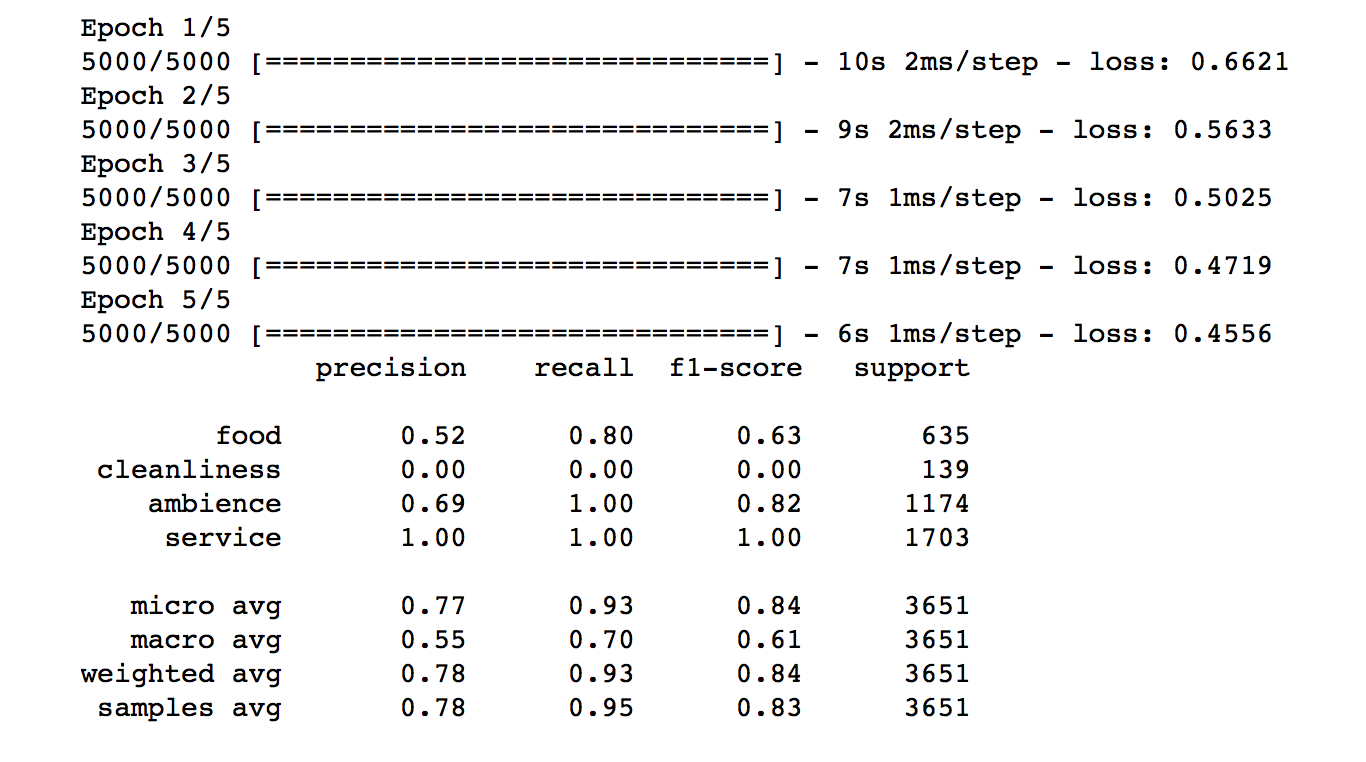 Epoch 1/5
5000/5000 [==============================] - 10s 2ms/step - loss: 0.6621
Epoch 2/5
5000/5000 [==============================] - 9s 2ms/step - loss: 0.5633
Epoch 3/5
5000/5000 [==============================] - 7s 1ms/step - loss: 0.5025
Epoch 4/5
5000/5000 [==============================] - 7s 1ms/step - loss: 0.4719
Epoch 5/5
5000/5000 [==============================] - 6s 1ms/step - loss: 0.4556
precision recall f1-score support
food 0.52 0.80 0.63 635
cleanliness 0.00 0.00 0.00 139
ambience 0.69 1.00 0.82 1174
service 1.00 1.00 1.00 1703
micro avg 0.77 0.93 0.84 3651
macro avg 0.55 0.70 0.61 3651
weighted avg 0.78 0.93 0.84 3651
samples avg 0.78 0.95 0.83 3651